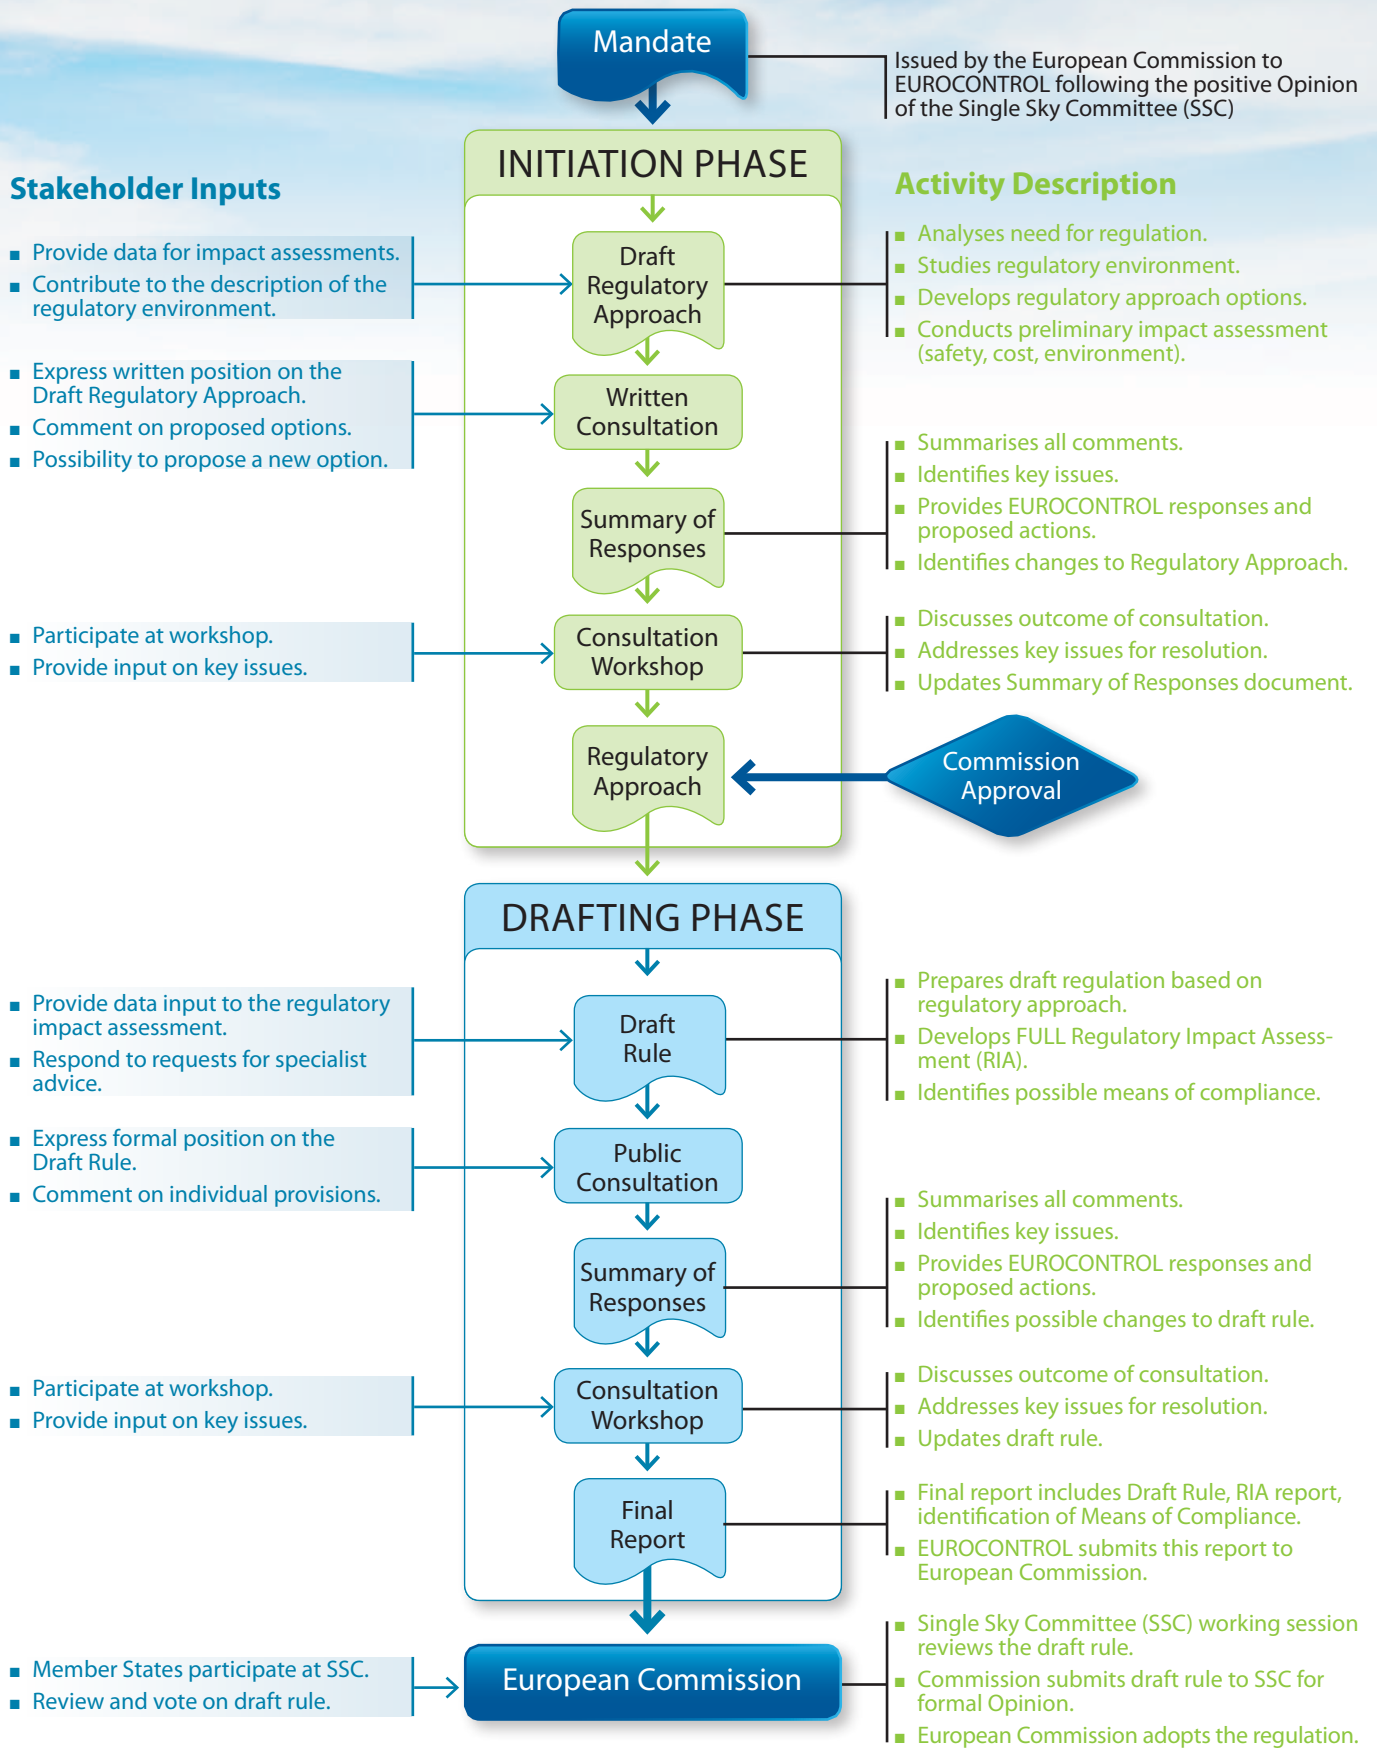 Mandate
Issued by the European Commission to
EUROCONTROL following the positive Opinion
of the Single Sky Committee (SSC)
INITIATION PHASE
Stakeholder Inputs
Activity Description
■ Provide data for impact assessments.
■ Contribute to the description of the
regulatory environment.
Draft
Regulatory
Approach
■ Analyses need for regulation.
■ Studies regulatory environment.
■ Develops regulatory approach options.
■ Conducts preliminary impact assessment
(safety, cost, environment).
■ Express written position on the
Draft Regulatory Approach.
■ Comment on proposed options.
■ Possibility to propose a new option.
Written
Consultation
Summary of
Responses
■ Summarises all comments.
■ Identifies key issues.
■ Provides EUROCONTROL responses and
proposed actions.
■ Identifies changes to Regulatory Approach.
■ Participate at workshop.
■ Provide input on key issues.
Consultation
Workshop
■ Discusses outcome of consultation.
■ Addresses key issues for resolution.
■ Updates Summary of Responses document.
Regulatory
Approach
Commission
Approval
DRAFTING PHASE
■ Provide data input to the regulatory
impact assessment.
■ Respond to requests for specialist
advice.
Draft
Rule
■ Prepares draft regulation based on
regulatory approach.
■ Develops FULL Regulatory Impact Assess-
ment (RIA).
■ Identifies possible means of compliance.
■ Express formal position on the
Draft Rule.
■ Comment on individual provisions.
Public
Consultation
Summary of
Responses
■ Summarises all comments.
■ Identifies key issues.
■ Provides EUROCONTROL responses and
proposed actions.
■ Identifies possible changes to draft rule.
■ Participate at workshop.
■ Provide input on key issues.
Consultation
Workshop
■ Discusses outcome of consultation.
■ Addresses key issues for resolution.
■ Updates draft rule.
Final
Report
■ Final report includes Draft Rule, RIA report,
identification of Means of Compliance.
■ EUROCONTROL submits this report to
European Commission.
■ Member States participate at SSC.
■ Review and vote on draft rule.
European Commission
■ Single Sky Committee (SSC) working session
reviews the draft rule.
■ Commission submits draft rule to SSC for
formal Opinion.
■ European Commission adopts the regulation.